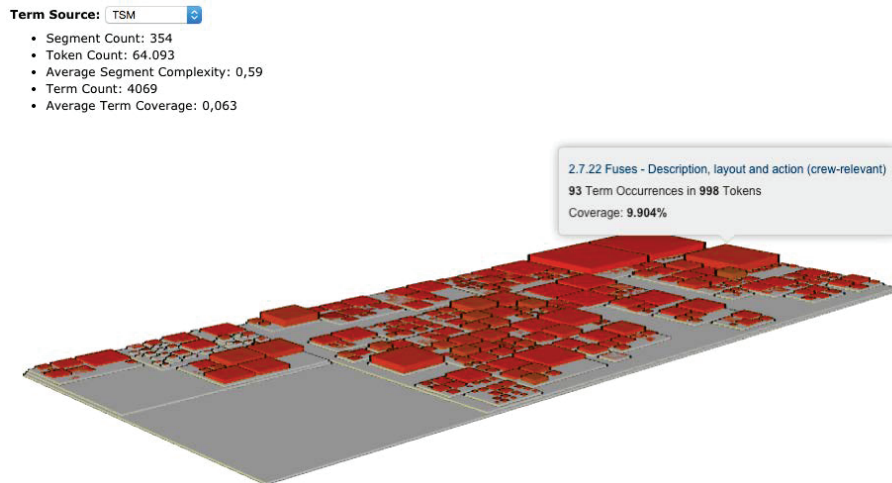 Term Source: TSM
• Segment Count: 354
• Token Count: 64.093
• Average Segment Complexity: 0,59
• Term Count: 4069
• Average Term Coverage: 0,063
2.7.22 Fuses - Description, layout and action (crew-relevant)
93 Term Occurrences in 998 Tokens
Coverage: 9.904%